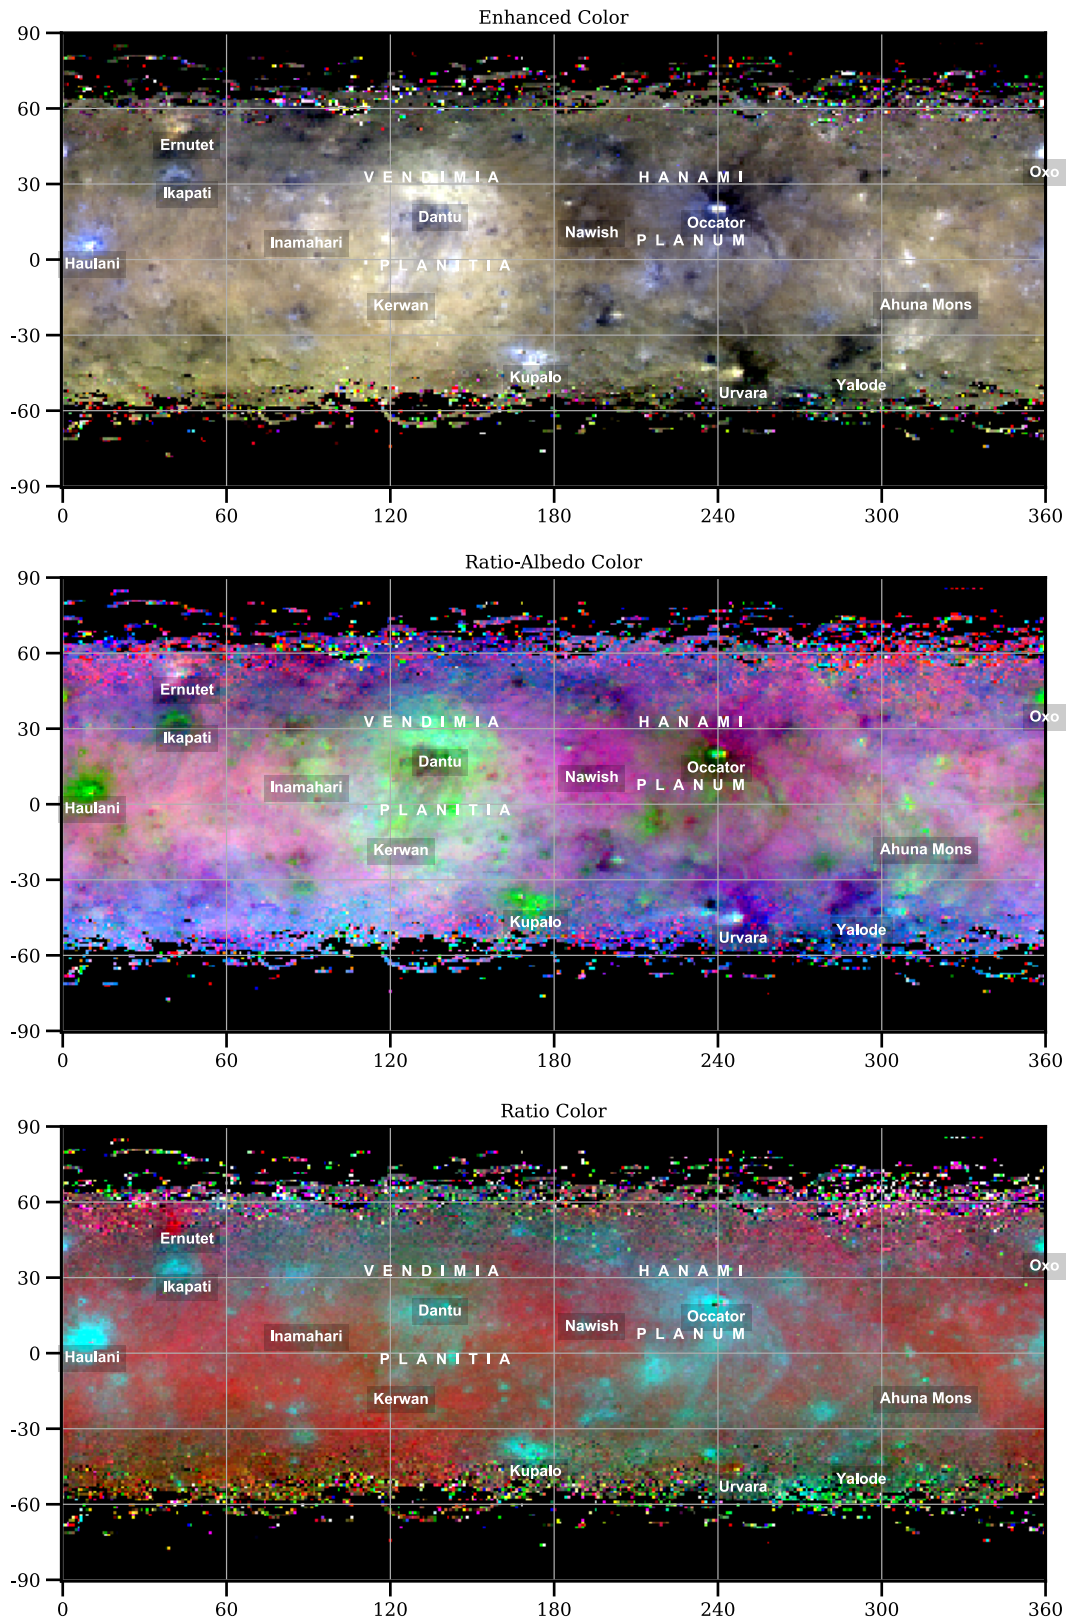 Enhanced Color
90
60
Ernutet
VENDIMIA
HANAMI
Oxo
30
Ikapati
Dantu
Occator
Nawish
PLANUM
Inamahari
Haulani
PLANITIA
0
Kerwan
Ahuna Mons
-30
Kupalo
Urvara
Yalode
-60
-90
0 60 120 180 240 300 360
Ratio-Albedo Color
90
60
Ernutet
VENDIMIA
HANAMI
Oxo
30
Ikapati
Dantu
Occator
Nawish
PLANUM
Inamahari
Haulani
PLANITIA
0
Kerwan
Ahuna Mons
-30
Kupalo
Urvara
Yalode
-60
-90
0 60 120 180 240 300 360
Ratio Color
90
60
Ernutet
VENDIMIA
HANAMI
Oxo
30
Ikapati
Dantu
Occator
Nawish
PLANUM
Inamahari
Haulani
PLANITIA
0
Kerwan
Ahuna Mons
-30
Kupalo
Urvara
Yalode
-60
-90
0 60 120 180 240 300 360